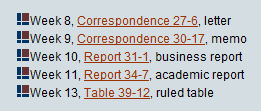 Week 8, Correspondence 27-6, letter
Week 9, Correspondence 30-17, memo
Week 10, Report 31-1, business report
Week 11, Report 34-7, academic report
Week 13, Table 39-12, ruled table